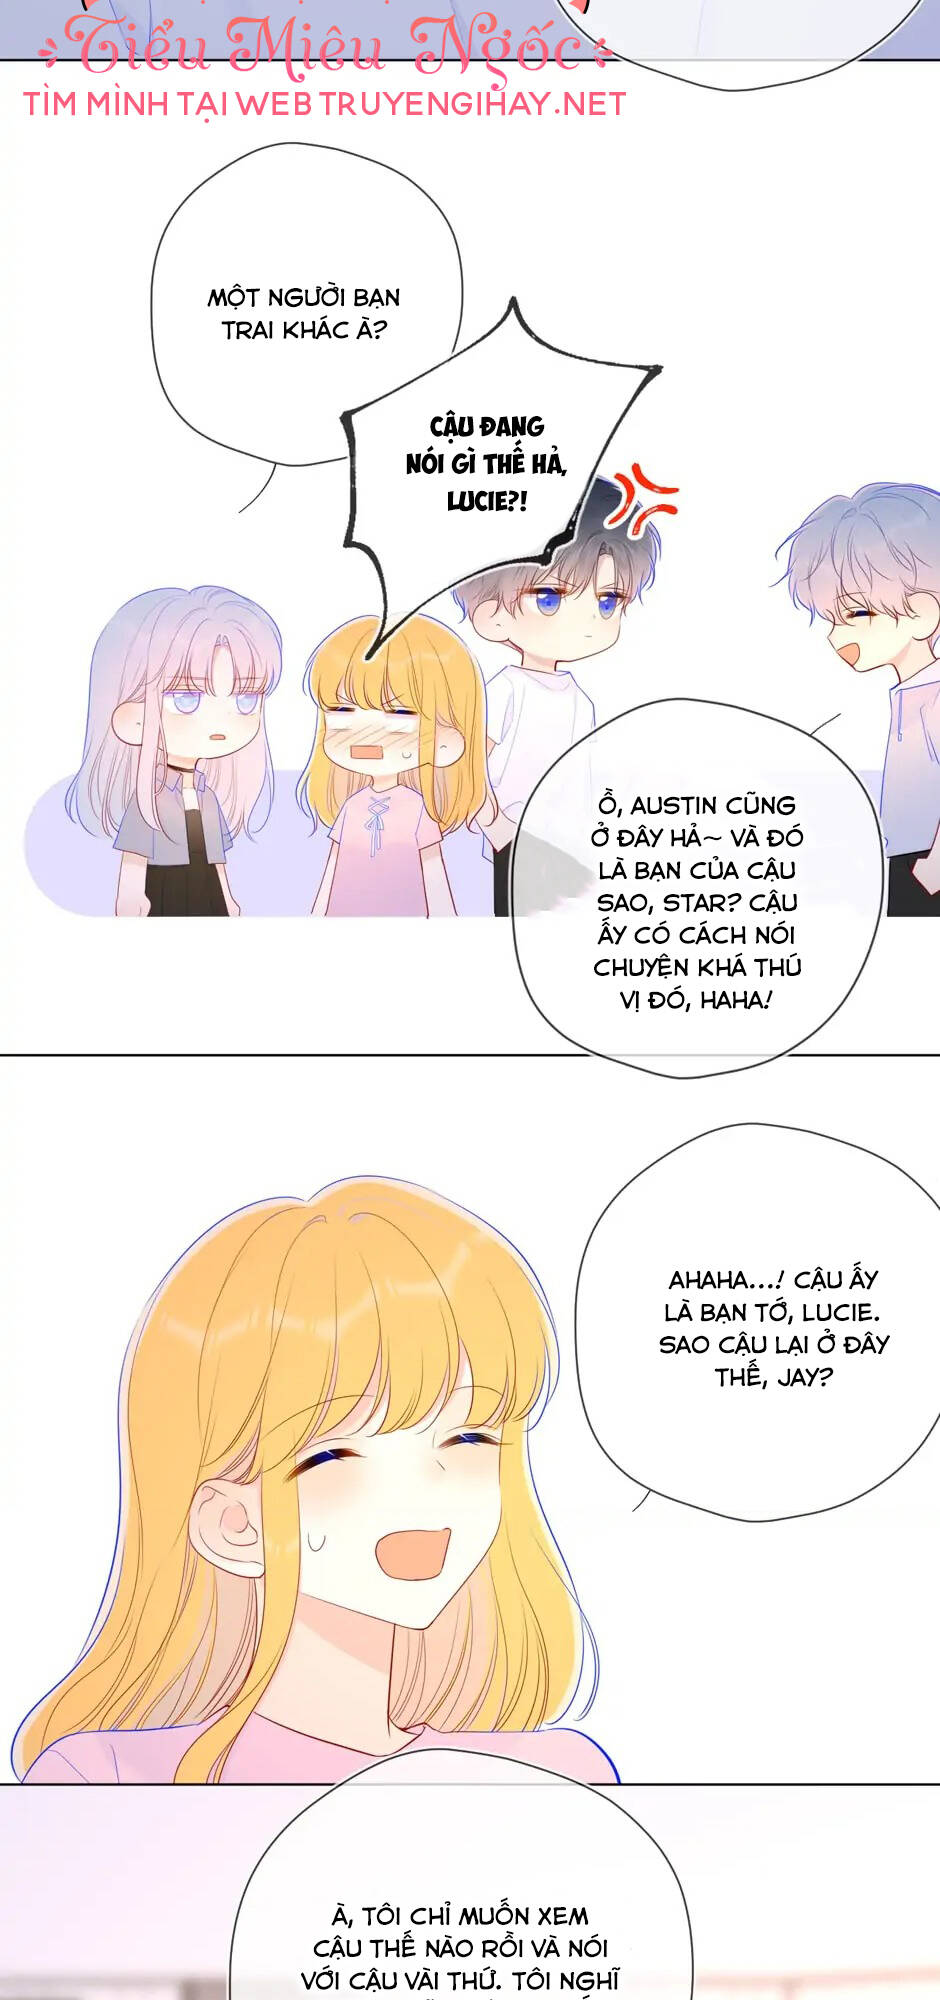 Tiểu Miêu Ngốc
TÌM MÌNH TẠI WEB TRUYENGIHAY.NET
MỘT NGƯỜI BẠN
TRAI KHÁC À?
CẬU ĐANG
NÓI GÌ THẾ HẢ,
LUCIE?!
Ồ, AUSTIN CŨNG
Ở ĐÂY HẢ~ VÀ ĐÓ
LÀ BẠN CỦA CẬU
SAO, STAR? CẬU
ẤY CÓ CÁCH NÓI
CHUYỆN KHÁ THÚ
VỊ ĐÓ, HAHA!
AHAHA...! CẬU ẤY
LÀ BẠN TỚ, LUCIE.
SAO CẬU LẠI Ở ĐÂY
THẾ, JAY?
À, TÔI CHỈ MUỐN XEM
CẬU THẾ NÀO RỒI VÀ NÓI
VỚI CẬU VÀI THỨ. TÔI NGHĨ